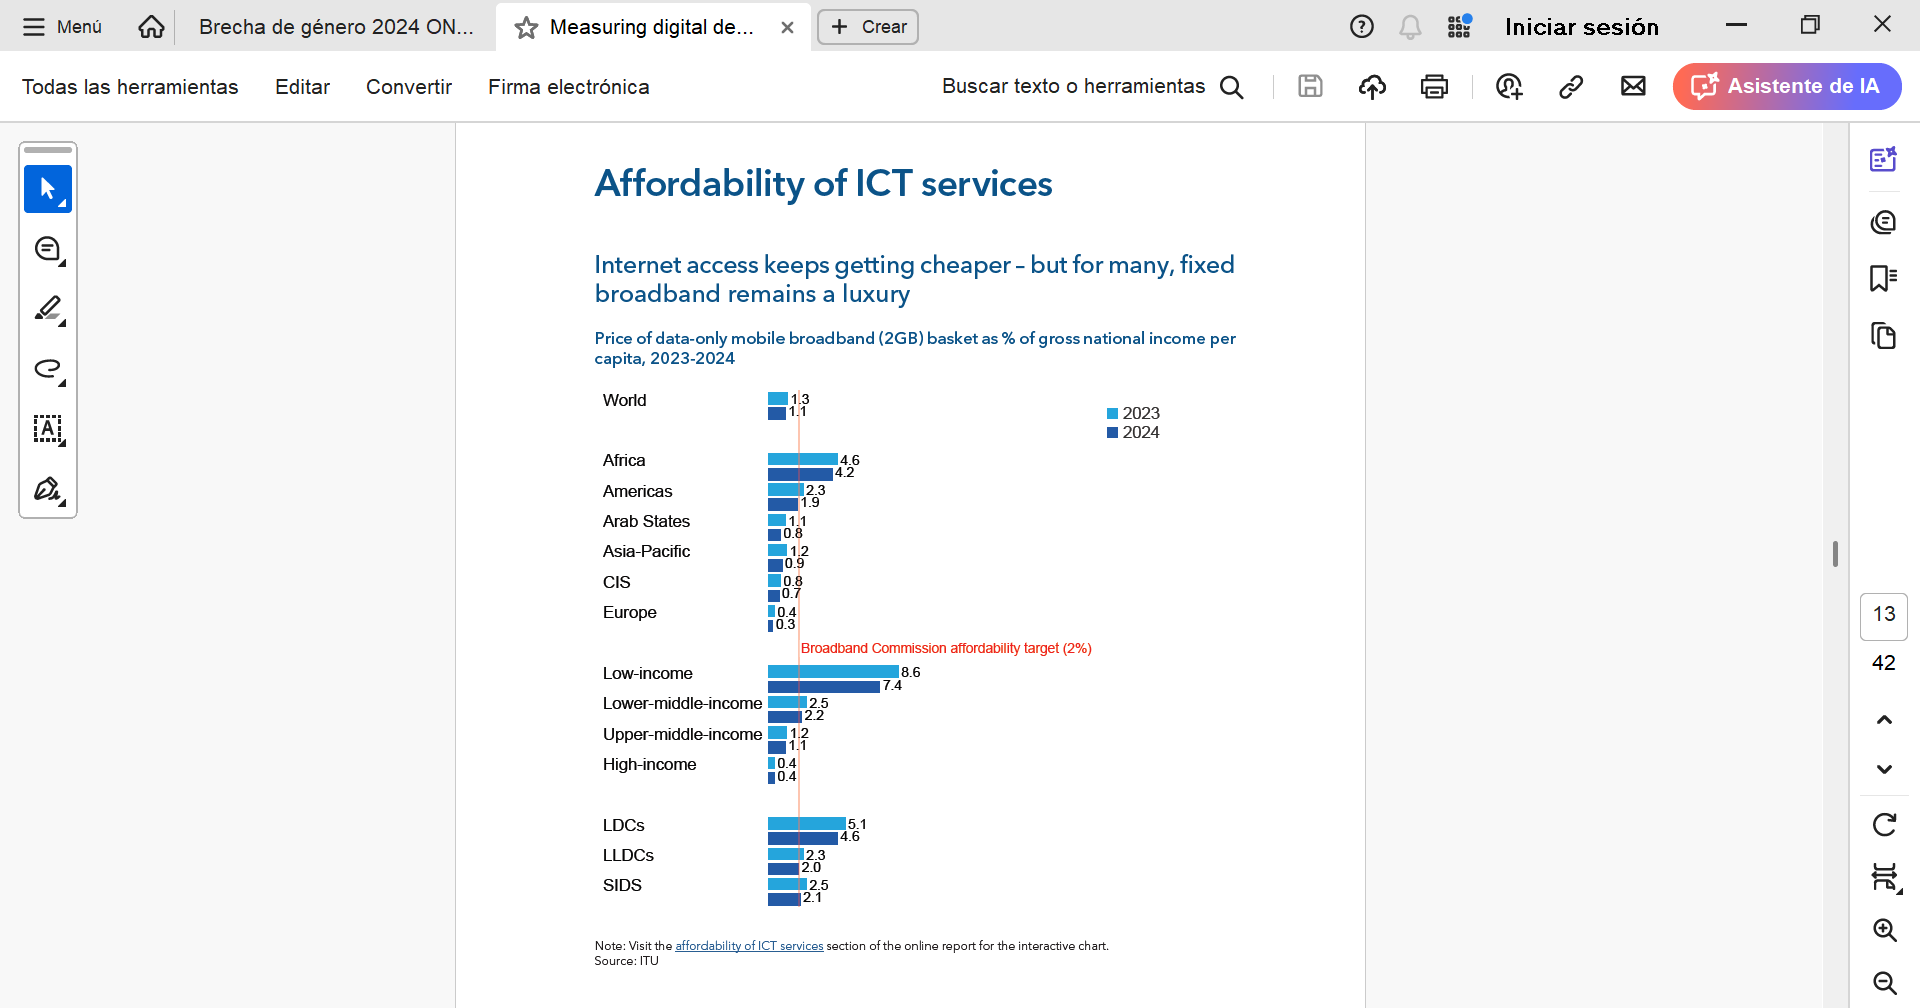 Menú
Brecha de género 2024 ON...
Measuring digital de...
Crear
Iniciar sesión
Todas las herramientas
Editar
Convertir
Firma electrónica
Buscar texto o herramientas
Asistente de IA
Affordability of ICT services
Internet access keeps getting cheaper – but for many, fixed
broadband remains a luxury
Price of data-only mobile broadband (2GB) basket as % of gross national income per
capita, 2023-2024
World 1.3
1.1
2023
2024
Africa 4.6
4.2
Americas 2.3
1.9
Arab States 1.1
0.8
Asia-Pacific 1.2
0.9
CIS 0.8
0.7
Europe 0.4
0.3
Broadband Commission affordability target (2%)
Low-income 8.6
7.4
Lower-middle-income 2.5
2.2
Upper-middle-income 1.2
1.1
High-income 0.4
0.4
LDCs 5.1
4.6
LLDCs 2.3
2.0
SIDS 2.5
2.1
Note: Visit the affordability of ICT services section of the online report for the interactive chart.
Source: ITU
13
42